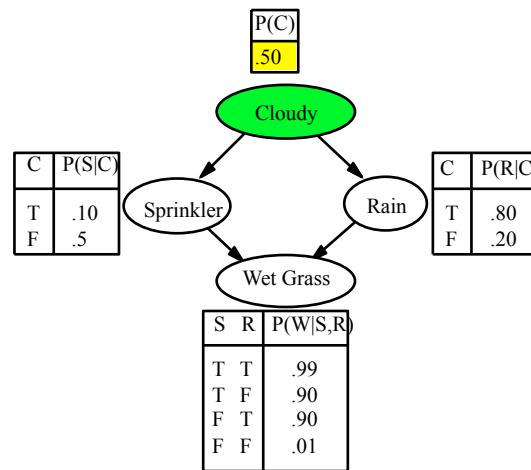 P(C)
.50
Cloudy
C P(S|C)
T .10
F .5
Sprinkler
Rain
C P(R|C
T .80
F .20
Wet Grass
S R P(W|S,R)
T T .99
T F .90
F T .90
F F .01